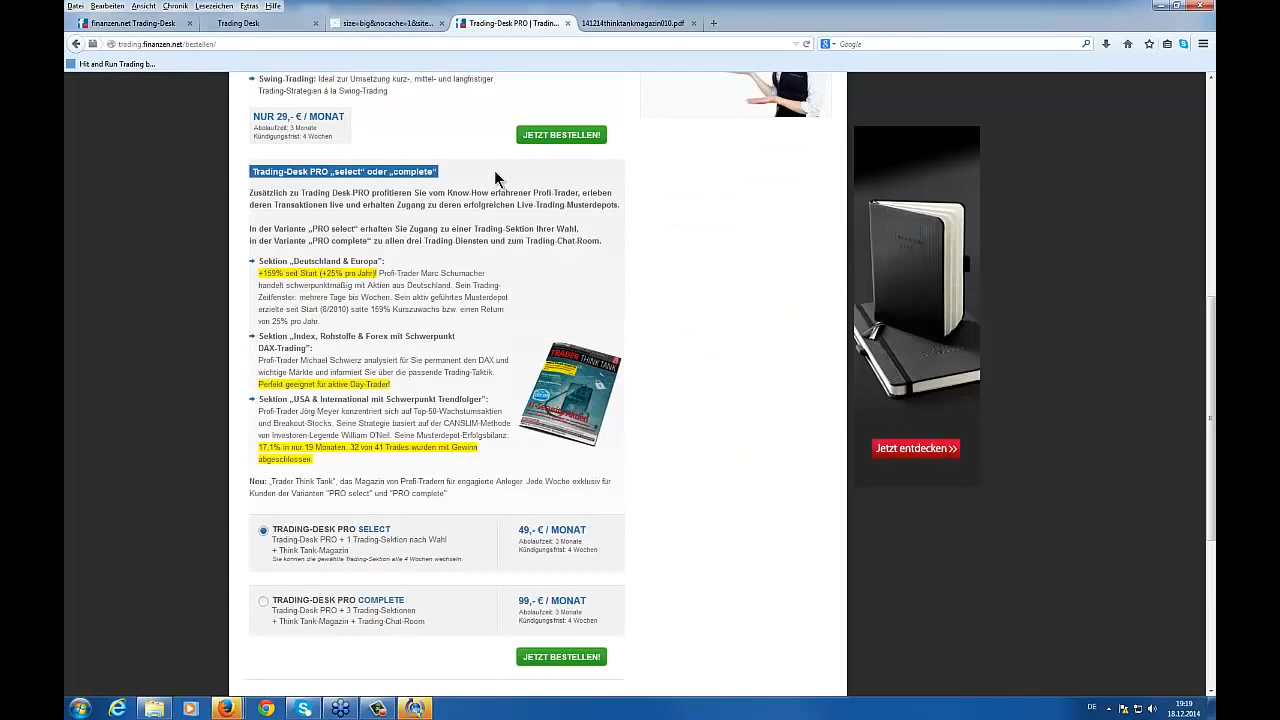 Datei Bearbeiten Ansicht Chronik Lesezeichen Extras Hilfe
finanzen.net Trading-Desk
Trading Desk
size=big&nocache=1&site...
Trading-Desk PRO | Tradin...
141214thinktankmagazin010.pdf
trading.finanzen.net/bestellen/
Google
Hit and Run Trading b...
Swing-Trading: Ideal zur Umsetzung kurz-, mittel- und langfristiger
Trading-Strategien á la Swing-Trading
NUR 29,- € / MONAT
Abolaufzeit: 3 Monate
Kündigungsfrist: 4 Wochen
JETZT BESTELLEN!
Trading-Desk PRO „select“ oder „complete“
Zusätzlich zu Trading Desk-PRO profitieren Sie vom Know-How erfahrener Profi-Trader, erleben
deren Transaktionen live und erhalten Zugang zu deren erfolgreichen Live-Trading-Musterdepots.
In der Variante „PRO select“ erhalten Sie Zugang zu einer Trading-Sektion Ihrer Wahl,
in der Variante „PRO complete“ zu allen drei Trading-Diensten und zum Trading-Chat-Room.
Sektion „Deutschland & Europa“:
+159% seit Start (+25% pro Jahr)! Profi-Trader Marc Schumacher
handelt schwerpunktmäßig mit Aktien aus Deutschland. Sein Trading-
Zeitfenster: mehrere Tage bis Wochen. Sein aktiv geführtes Musterdepot
erzielte seit Start (8/2010) satte 159% Kurszuwachs bzw. einen Return
von 25% pro Jahr.
Sektion „Index, Rohstoffe & Forex mit Schwerpunkt
DAX-Trading“:
Profi-Trader Michael Schwierz analysiert für Sie permanent den DAX und
wichtige Märkte und informiert Sie über die passende Trading-Taktik.
Perfekt geeignet für aktive Day-Trader!
Sektion „USA & International mit Schwerpunkt Trendfolger“:
Profi-Trader Jörg Meyer konzentriert sich auf Top-50-Wachstumsaktien
und Breakout-Stocks. Seine Strategie basiert auf der CANSLIM-Methode
von Investoren-Legende William O'Neil. Seine Musterdepot-Erfolgsbilanz:
17,1% in nur 19 Monaten. 32 von 41 Trades wurden mit Gewinn
abgeschlossen.
TRADER THINK TANK
Neu: „Trader Think Tank“, das Magazin von Profi-Tradern für engagierte Anleger. Jede Woche exklusiv für
Kunden der Varianten "PRO select" und "PRO complete"
TRADING-DESK PRO SELECT
Trading-Desk PRO + 1 Trading-Sektion nach Wahl
+ Think Tank-Magazin
Sie können die gewählte Trading-Sektion alle 4 Wochen wechseln.
49,- € / MONAT
Abolaufzeit: 3 Monate
Kündigungsfrist: 4 Wochen
TRADING-DESK PRO COMPLETE
Trading-Desk PRO + 3 Trading-Sektionen
+ Think Tank-Magazin + Trading-Chat-Room
99,- € / MONAT
Abolaufzeit: 3 Monate
Kündigungsfrist: 4 Wochen
JETZT BESTELLEN!
Jetzt entdecken
DE
19:19
18.12.2014